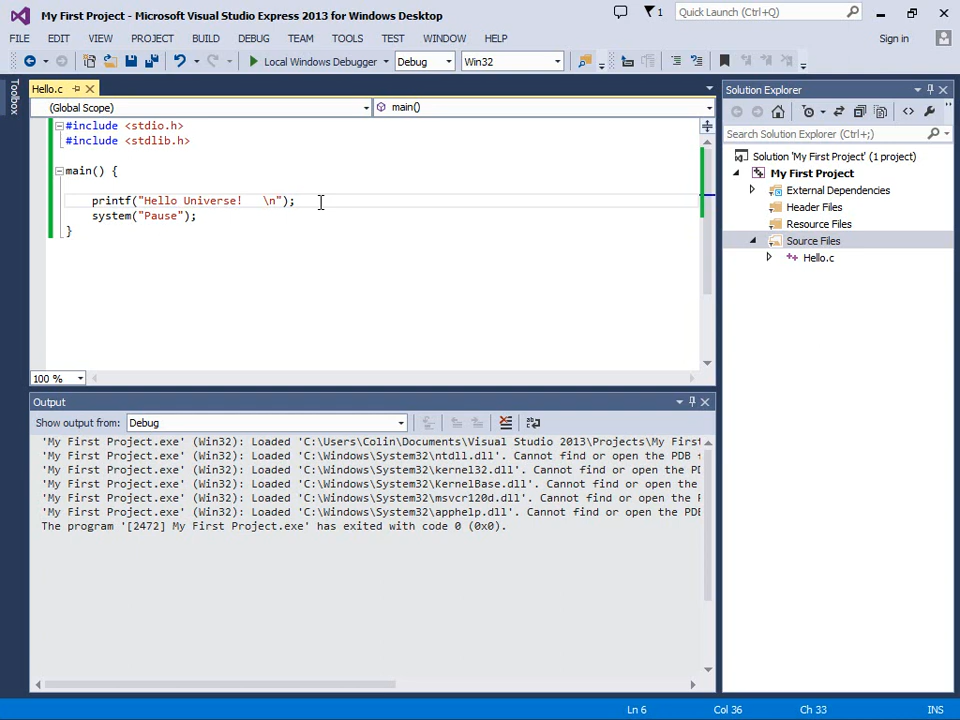 My First Project - Microsoft Visual Studio Express 2013 for Windows Desktop
1
Quick Launch (Ctrl+Q)
FILE EDIT VIEW PROJECT BUILD DEBUG TEAM TOOLS TEST WINDOW HELP
Sign in
Local Windows Debugger
Debug
Win32
Toolbox
Hello.c
(Global Scope)
main()
#include <stdio.h>
#include <stdlib.h>
main() {
printf("Hello Universe!   \n");
system("Pause");
}
100 %
Solution Explorer
Search Solution Explorer (Ctrl+;)
Solution 'My First Project' (1 project)
My First Project
External Dependencies
Header Files
Resource Files
Source Files
Hello.c
Output
Show output from: Debug
'My First Project.exe' (Win32): Loaded 'C:\Users\Colin\Documents\Visual Studio 2013\Projects\My First
'My First Project.exe' (Win32): Loaded 'C:\Windows\System32\ntdll.dll'. Cannot find or open the PDB f
'My First Project.exe' (Win32): Loaded 'C:\Windows\System32\kernel32.dll'. Cannot find or open the PD
'My First Project.exe' (Win32): Loaded 'C:\Windows\System32\KernelBase.dll'. Cannot find or open the
'My First Project.exe' (Win32): Loaded 'C:\Windows\System32\msvcr120d.dll'. Cannot find or open the P
'My First Project.exe' (Win32): Loaded 'C:\Windows\System32\apphelp.dll'. Cannot find or open the PDB
The program '[2472] My First Project.exe' has exited with code 0 (0x0).
Ln 6 Col 36 Ch 33 INS